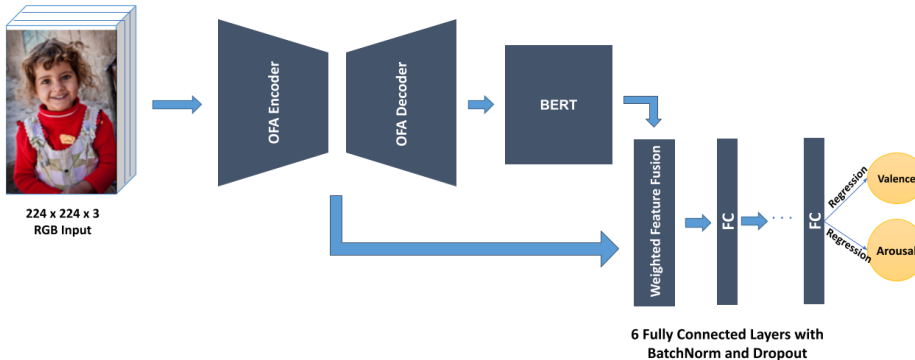 224 x 224 x 3
RGB Input
OFA Encoder
OFA Decoder
BERT
Weighted Feature Fusion
FC
. . .
FC
Regression
Regression
Valence
Arousal
6 Fully Connected Layers with
BatchNorm and Dropout